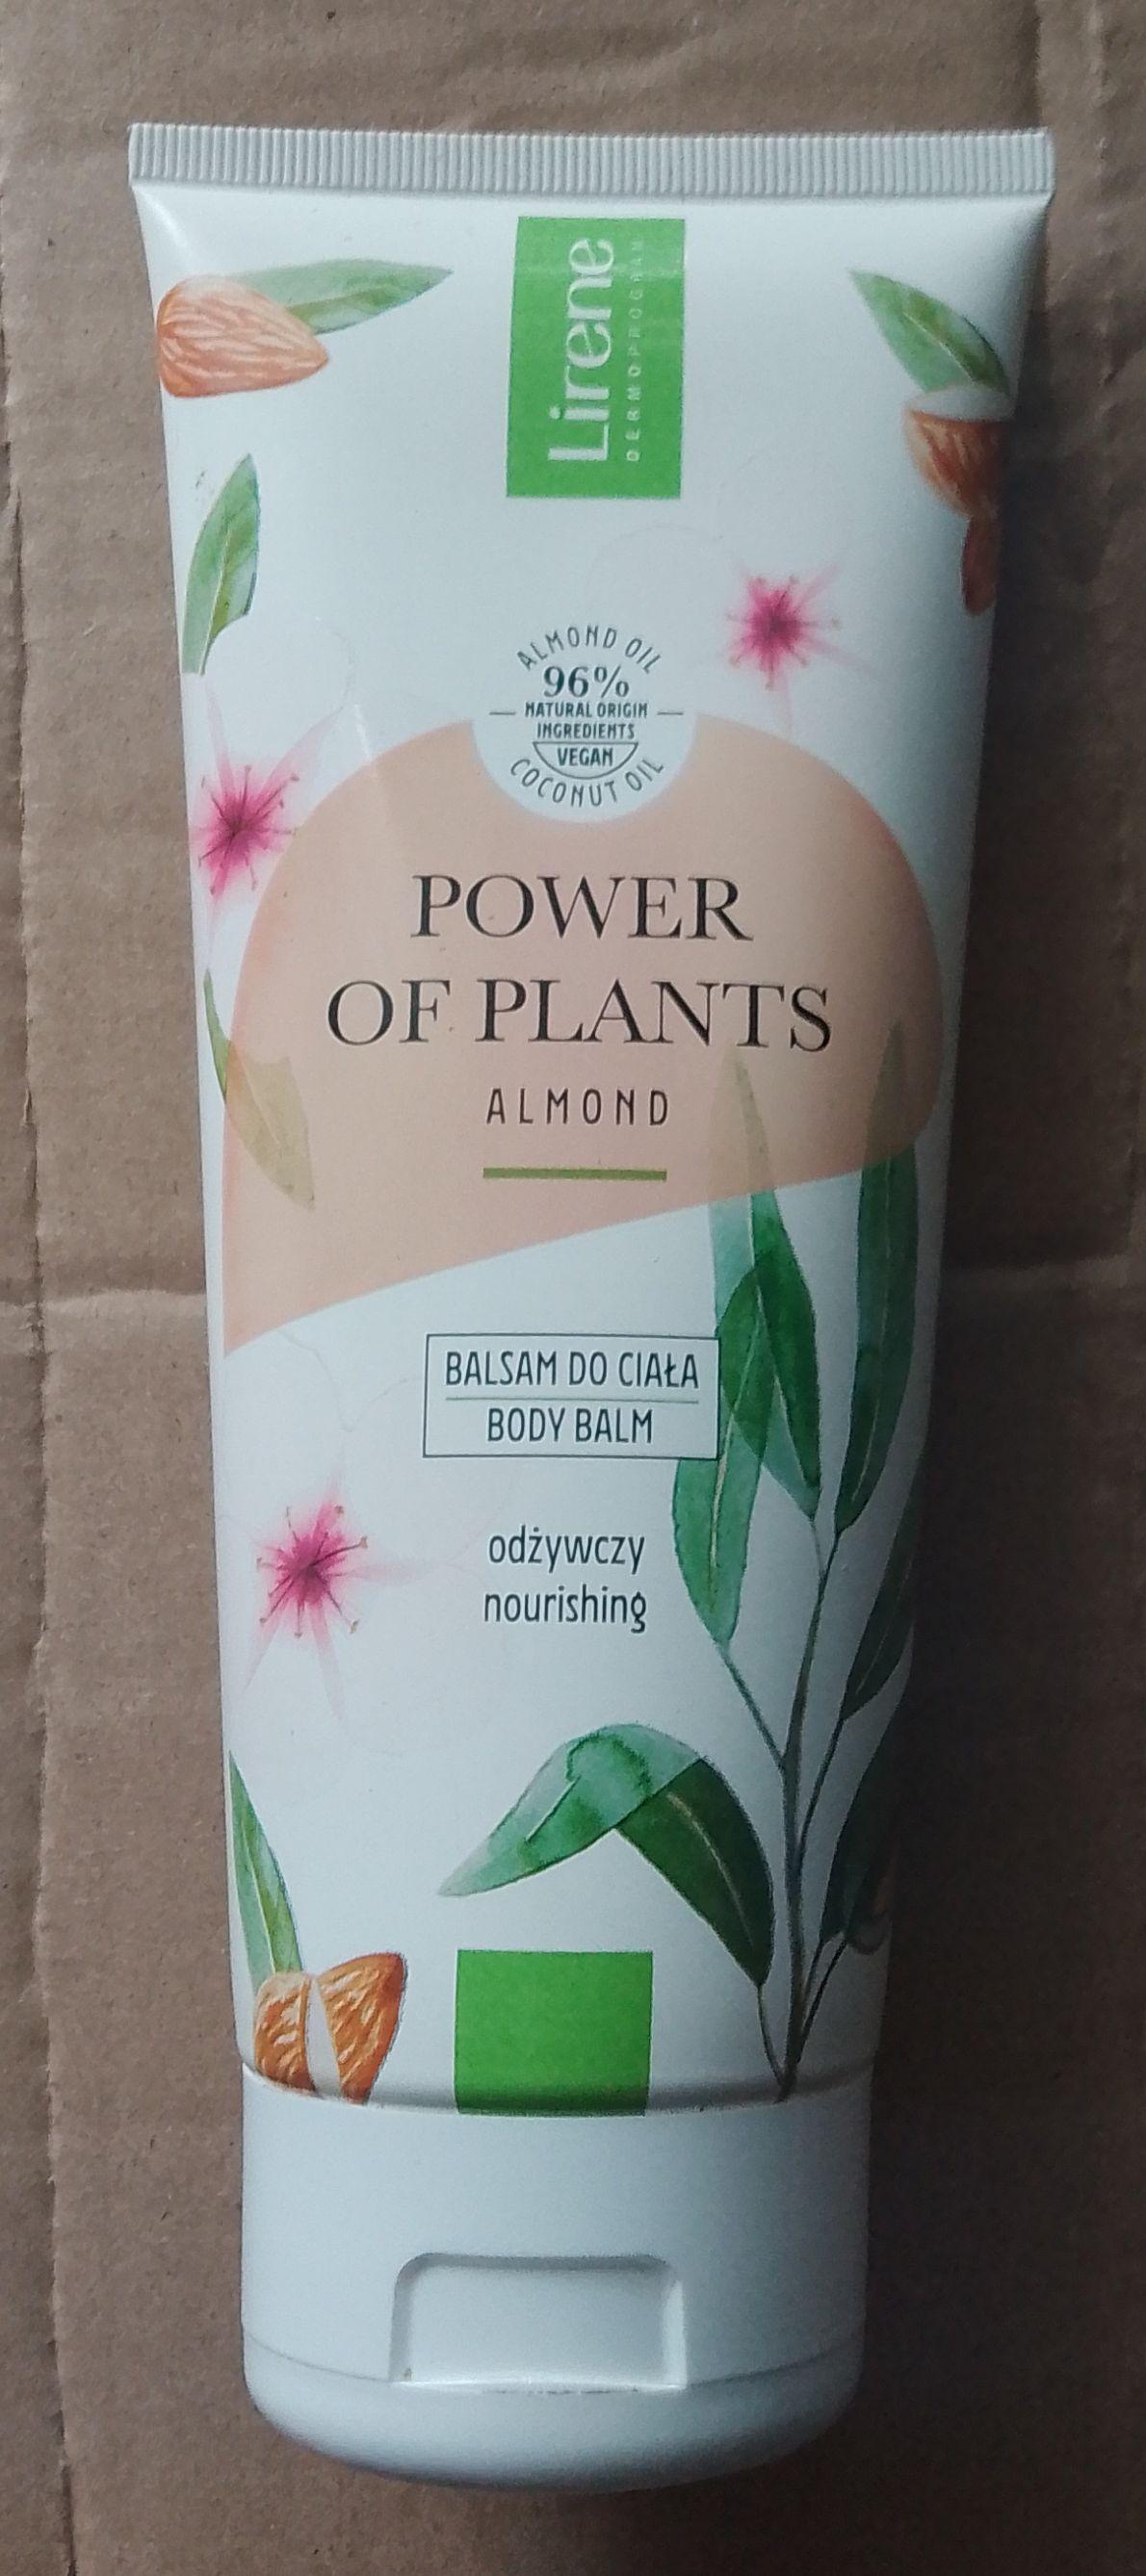 Lirene
DERMOPROGRAM
ALMOND OIL
96%
NATURAL ORIGIN
INGREDIENTS
VEGAN
COCONUT OIL
POWER
OF PLANTS
ALMOND
BALSAM DO CIAŁA
BODY BALM
odżywczy
nourishing